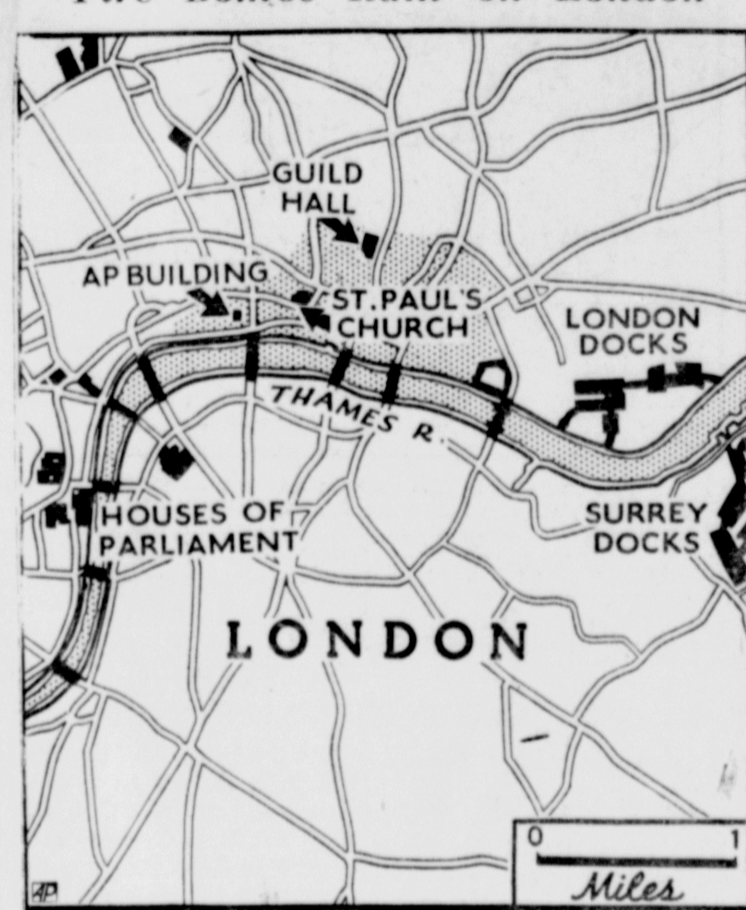 GUILD
HALL
AP BUILDING
ST. PAUL'S
CHURCH
LONDON
DOCKS
THAMES R.
HOUSES OF
PARLIAMENT
SURREY
DOCKS
LONDON
0 1
Miles
AP